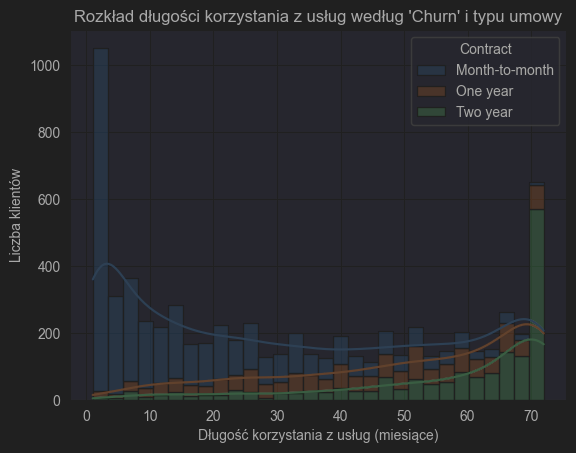 Rozkład długości korzystania z usług według 'Churn' i typu umowy
Contract
Month-to-month
One year
Two year
Liczba klientów
1000
800
600
400
200
0
0 10 20 30 40 50 60 70
Długość korzystania z usług (miesiące)